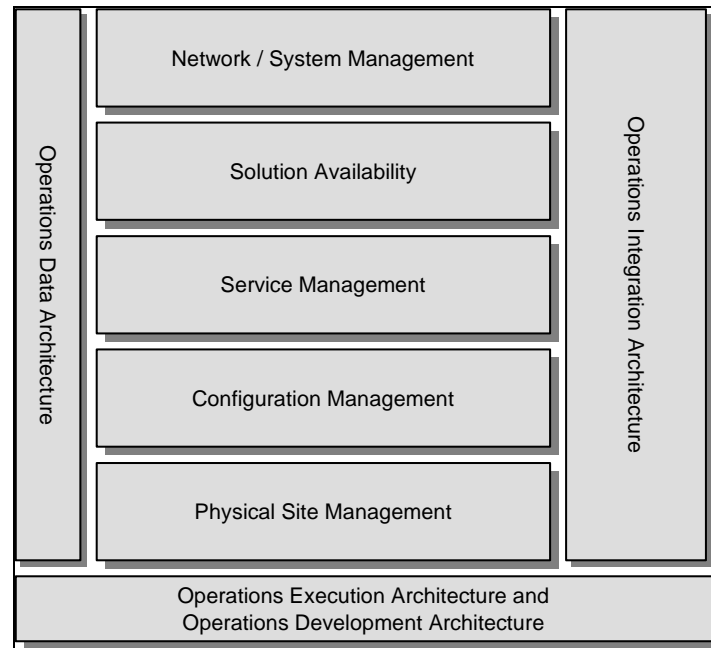 Operations Data Architecture
Network / System Management
Solution Availability
Service Management
Configuration Management
Physical Site Management
Operations Integration Architecture
Operations Execution Architecture and
Operations Development Architecture